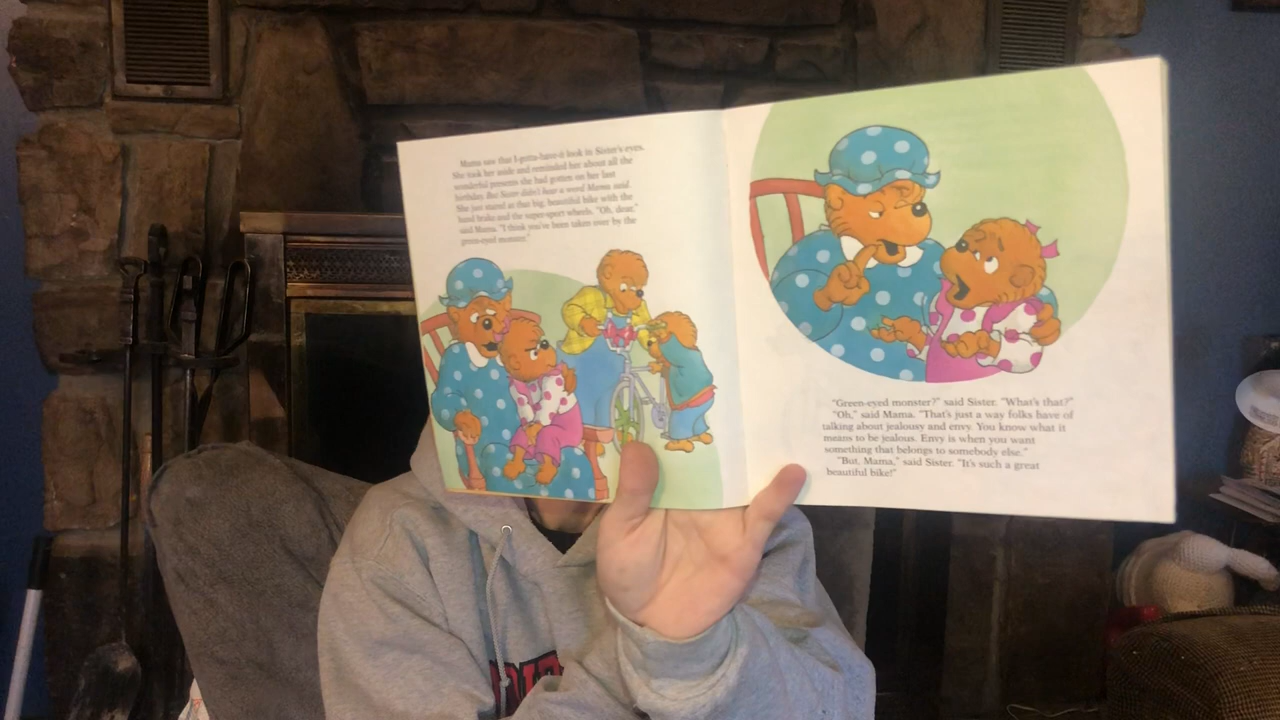 Mama saw that I-gotta-have-it look in Sister's eyes.
She took her aside and reminded her about all the
wonderful presents she had gotten on her last
birthday. But Sister didn't hear a word Mama said.
She just stared at that big, beautiful bike with the
hand brake and the super-sport wheels. "Oh, dear,"
said Mama. "I think you've been taken over by the
green-eyed monster."
"Green-eyed monster?" said Sister. "What's that?"
"Oh," said Mama. "That's just a way folks have of
talking about jealousy and envy. You know what it
means to be jealous. Envy is when you want
something that belongs to somebody else."
"But, Mama," said Sister. "It's such a great
beautiful bike!"